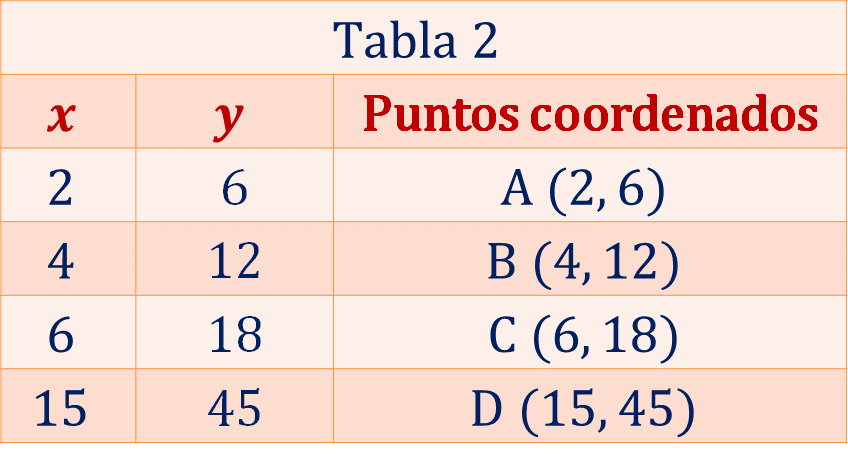 Tabla 2
x y Puntos coordenados
2 6 A (2, 6)
4 12 B (4, 12)
6 18 C (6, 18)
15 45 D (15, 45)